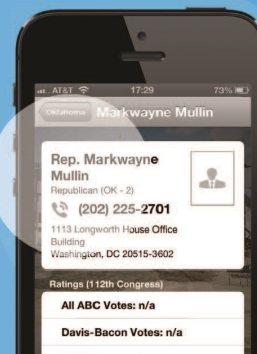 AT&T 17:29 73%
Oklahoma Markwayne Mullin
Rep. Markwayne
Mullin
Republican (OK - 2)
(202) 225-2701
1113 Longworth House Office
Building
Washington, DC 20515-3602
Ratings (112th Congress)
All ABC Votes: n/a
Davis-Bacon Votes: n/a